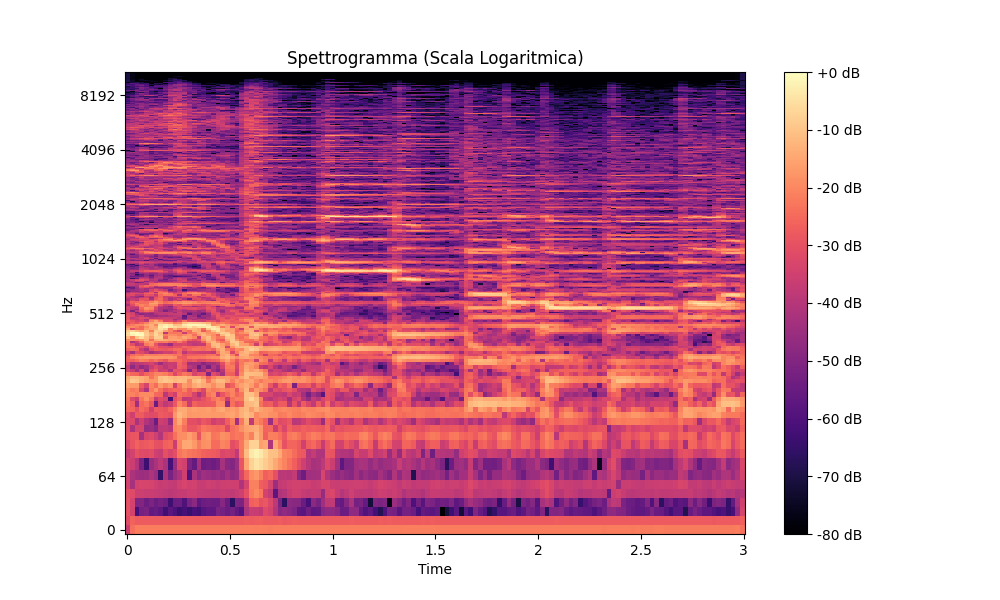 Spettrogramma (Scala Logaritmica)
Hz
8192
4096
2048
1024
512
256
128
64
0
0 0.5 1 1.5 2 2.5 3
Time
+0 dB
-10 dB
-20 dB
-30 dB
-40 dB
-50 dB
-60 dB
-70 dB
-80 dB